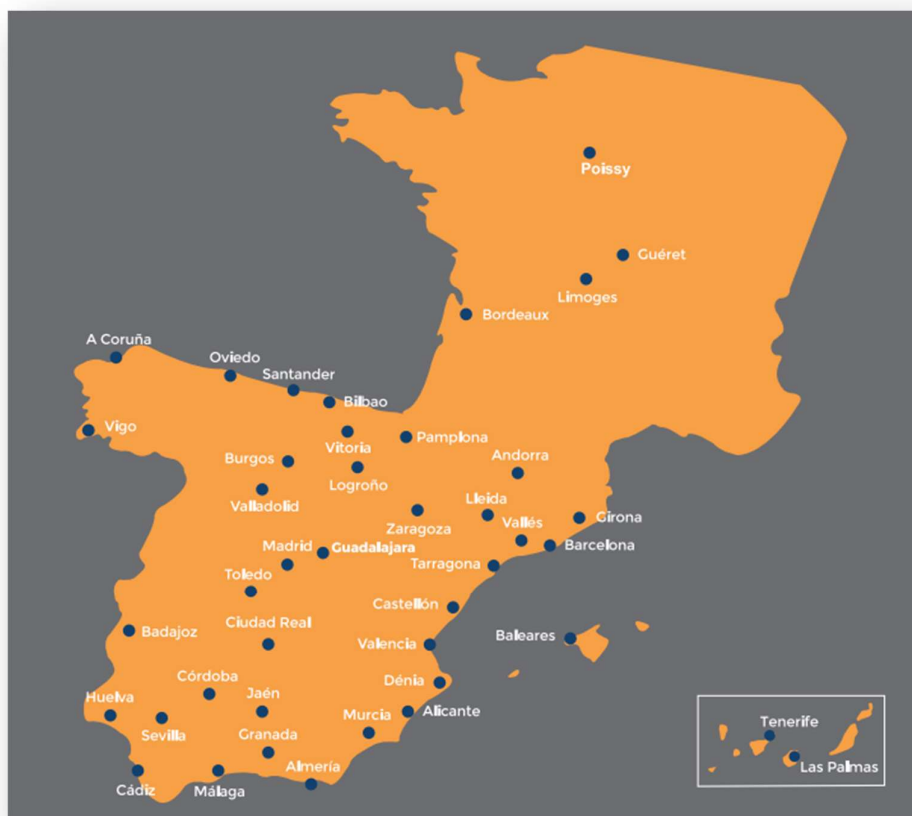 Poissy
Guéret
Limoges
Bordeaux
A Coruña
Oviedo
Santander
Bilbao
Vigo
Vitoria
Pamplona
Burgos
Logroño
Andorra
Valladolid
Lleida
Zaragoza
Vallés
Girona
Madrid
Guadalajara
Barcelona
Tarragona
Toledo
Castellón
Ciudad Real
Badajoz
Baleares
Valencia
Córdoba
Dénia
Huelva
Jaén
Murcia
Alicante
Sevilla
Granada
Tenerife
Almería
Las Palmas
Cádiz
Málaga